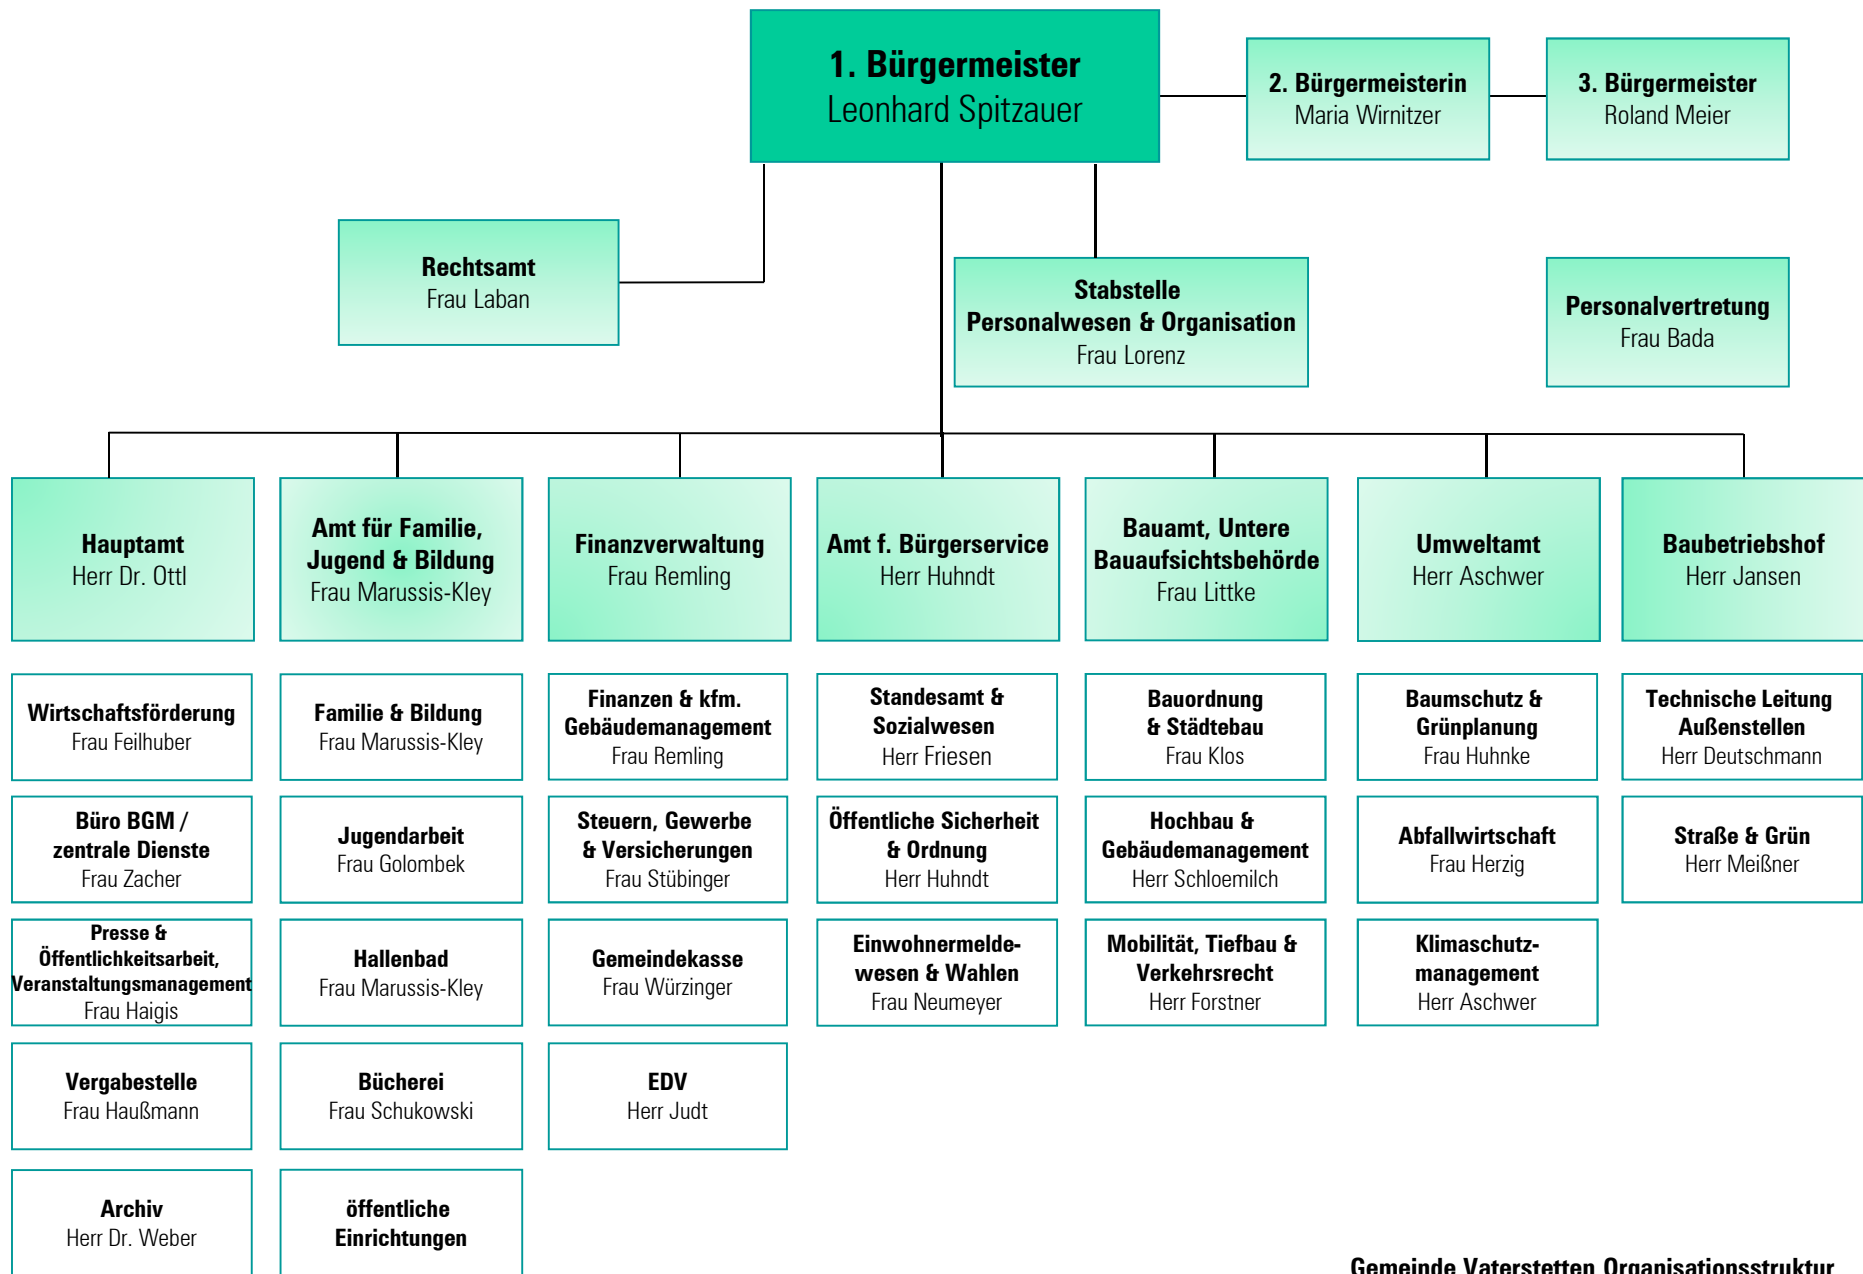 1. Bürgermeister
Leonhard Spitzauer
2. Bürgermeisterin
Maria Wirnitzer
3. Bürgermeister
Roland Meier
Rechtsamt
Frau Laban
Stabstelle
Personalwesen & Organisation
Frau Lorenz
Personalvertretung
Frau Bada
Hauptamt
Herr Dr. Ottl
Amt für Familie,
Jugend & Bildung
Frau Marussis-Kley
Finanzverwaltung
Frau Remling
Amt f. Bürgerservice
Herr Huhndt
Bauamt, Untere
Bauaufsichtsbehörde
Frau Littke
Umweltamt
Herr Aschwer
Baubetriebshof
Herr Jansen
Wirtschaftsförderung
Frau Feilhuber
Familie & Bildung
Frau Marussis-Kley
Finanzen & kfm.
Gebäudemanagement
Frau Remling
Standesamt &
Sozialwesen
Herr Friesen
Bauordnung
& Städtebau
Frau Klos
Baumschutz &
Grünplanung
Frau Huhnke
Technische Leitung
Außenstellen
Herr Deutschmann
Büro BGM /
zentrale Dienste
Frau Zacher
Jugendarbeit
Frau Golombek
Steuern, Gewerbe
& Versicherungen
Frau Stübinger
Öffentliche Sicherheit
& Ordnung
Herr Huhndt
Hochbau &
Gebäudemanagement
Herr Schloemilch
Abfallwirtschaft
Frau Herzig
Straße & Grün
Herr Meißner
Presse &
Öffentlichkeitsarbeit,
Veranstaltungsmanagement
Frau Haigis
Hallenbad
Frau Marussis-Kley
Gemeindekasse
Frau Würzinger
Einwohnermelde-
wesen & Wahlen
Frau Neumeyer
Mobilität, Tiefbau &
Verkehrsrecht
Herr Forstner
Klimaschutz-
management
Herr Aschwer
Vergabestelle
Frau Haußmann
Bücherei
Frau Schukowski
EDV
Herr Judt
Archiv
Herr Dr. Weber
öffentliche
Einrichtungen
Gemeinde Vaterstetten Organisationsstruktur